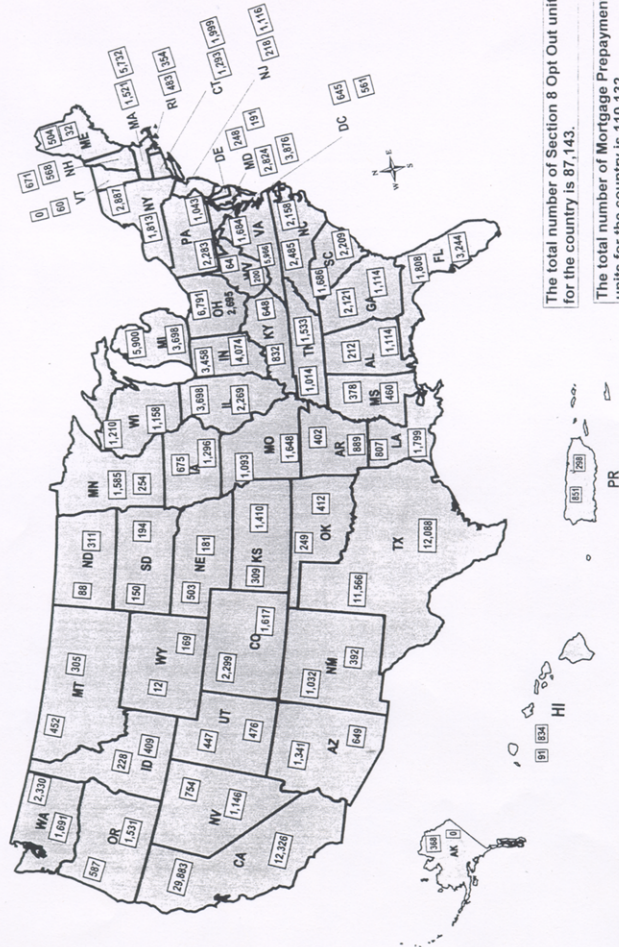 WA
2,330
1,691
OR
587
1,531
CA
29,883
12,326
NV
754
1,146
ID
228
409
MT
452
305
WY
12
169
UT
447
476
AZ
1,341
649
CO
2,299
1,617
NM
1,032
392
ND
88
311
SD
150
194
NE
503
181
KS
309
1,410
OK
249
412
TX
11,566
12,088
MN
1,585
254
IA
675
1,296
MO
1,093
1,648
AR
402
889
LA
807
1,799
WI
1,210
1,158
IL
3,698
2,269
MI
5,900
3,698
IN
3,458
4,074
OH
6,791
2,695
KY
832
648
TN
1,014
1,533
MS
378
460
AL
212
1,114
GA
2,121
1,114
FL
1,808
3,244
SC
1,686
2,209
NC
2,485
2,158
VA
1,684
5,966
WV
64
200
PA
2,283
1,043
NY
1,813
2,887
VT
0
60
NH
671
568
ME
504
32
MA
1,521
5,732
RI
463
354
CT
1,293
1,999
NJ
218
1,116
DE
248
191
MD
2,824
3,876
DC
645
561
N
E
S
W
AK
368
0
HI
91
834
PR
851
298
The total number of Section 8 Opt Out unit
for the country is 87,143.
The total number of Mortgage Prepaymen